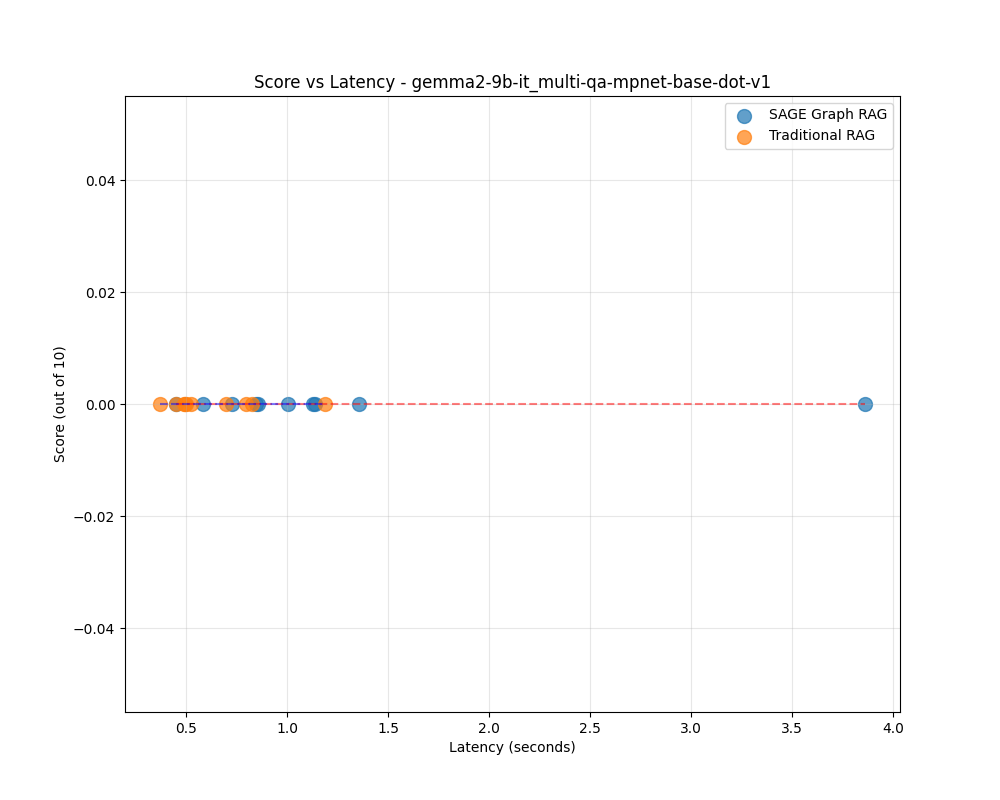 Score vs Latency - gemma2-9b-it_multi-qa-mpnet-base-dot-v1
SAGE Graph RAG
Traditional RAG
Score (out of 10)
0.04
0.02
0.00
−0.02
−0.04
0.5 1.0 1.5 2.0 2.5 3.0 3.5 4.0
Latency (seconds)